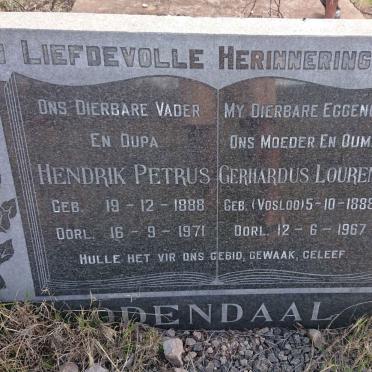 Liefdevolle Herinnering
Ons Dierbare Vader
En Oupa
Hendrik Petrus
Geb. 19-12-1888
Oorl. 16-9-1971
My Dierbare Eggeno
Ons Moeder En Ouma
Gerhardus Louren
Geb. (Vosloo) 5-10-1888
Oorl. 12-6-1967
Hulle het vir ons gebid, gewaak, geleef.
ODENDAAL